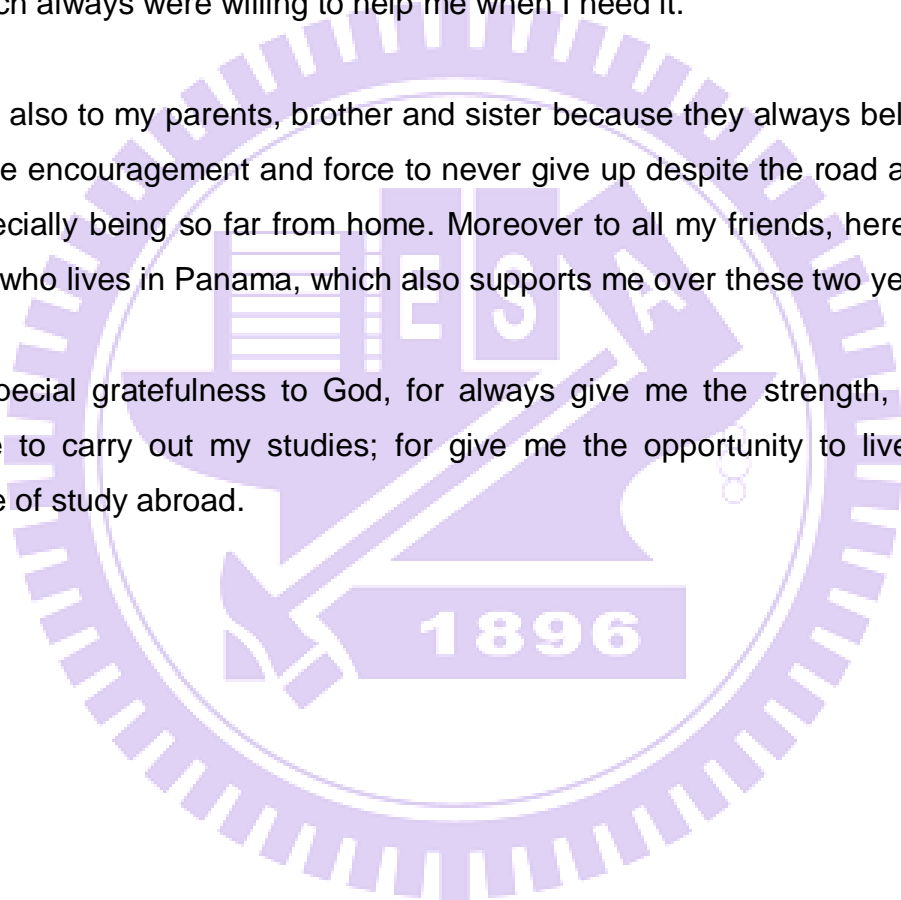 ch always were willing to help me when I need it.
also to my parents, brother and sister because they always bel
e encouragement and force to never give up despite the road a
ecially being so far from home. Moreover to all my friends, here
who lives in Panama, which also supports me over these two ye
pecial gratefulness to God, for always give me the strength,
e to carry out my studies; for give me the opportunity to live
e of study abroad.
E S A
1896